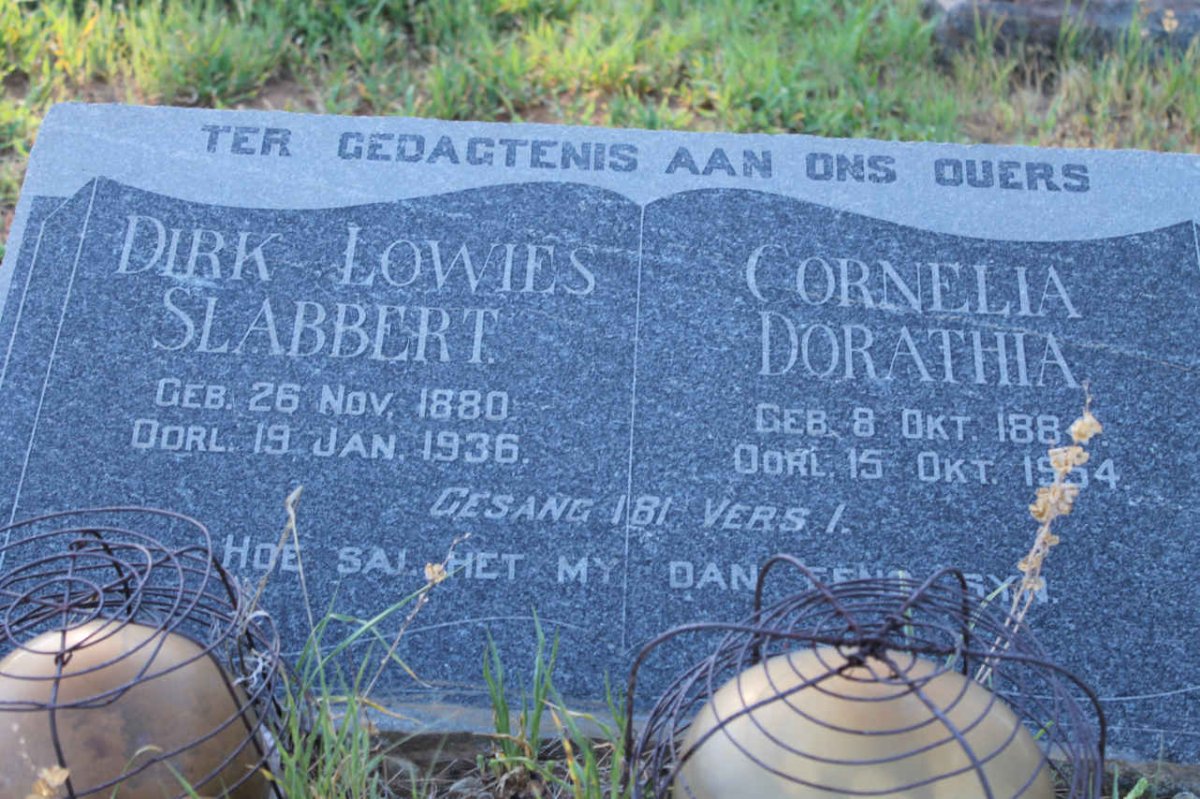 TER GEDAGTENIS AAN ONS OUERS
DIRK LOWIES
SLABBERT.
GEB. 26 NOV. 1880
OORL. 19 JAN. 1936.
CORNELIA
DORATHIA
GEB. 8 OKT.
OORL. 15 OKT.
GESANG 181 VERS 1.
HOE SAL HET MY DAN